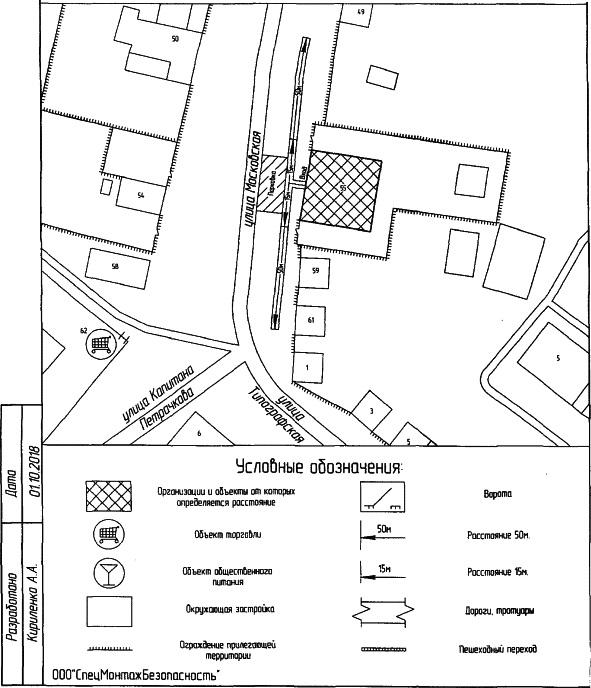 50
49
50м
улица Московская
Парковка
15м
15м
Вход
55
54
58
50м
59
62
61
1
5
улица Капитана
Петрачкова
улица
Типографская
3
6
5
Условные обозначения:
Организации и объекты от которых
определяется расстояние
Ворота
Объект торговли
50м
Расстояние 50м.
Объект общественного
питания
15м
Расстояние 15м.
Окружающая застройка
Дороги, тротуары
Ограждение прилегающей
территории
Пешеходный переход
ООО"СпецМонтажБезопасность"
Дата
01.10.2018
Разработано
Кириленко А.А.